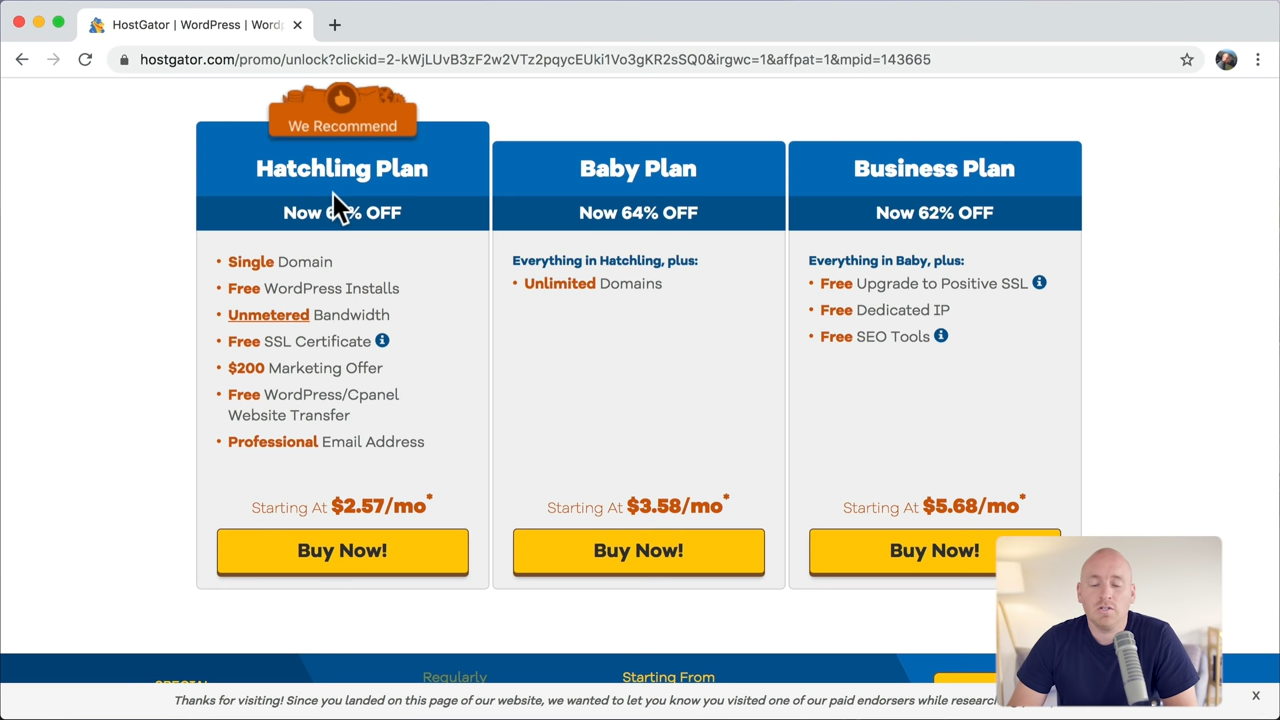 HostGator | WordPress | Word
hostgator.com/promo/unlock?clickid=2-kWjLUvB3zF2w2VTz2pqycEUki1Vo3gKR2sSQ0&irgwc=1&affpat=1&mpid=143665
We Recommend
Hatchling Plan
Now % OFF
• Single Domain
• Free WordPress Installs
• Unmetered Bandwidth
• Free SSL Certificate
• $200 Marketing Offer
• Free WordPress/Cpanel
Website Transfer
• Professional Email Address
Starting At $2.57/mo*
Buy Now!
Baby Plan
Now 64% OFF
Everything in Hatchling, plus:
• Unlimited Domains
Starting At $3.58/mo*
Buy Now!
Business Plan
Now 62% OFF
Everything in Baby, plus:
• Free Upgrade to Positive SSL
• Free Dedicated IP
• Free SEO Tools
Starting At $5.68/mo*
Buy Now!
Regularly
Starting From
Thanks for visiting! Since you landed on this page of our website, we wanted to let you know you visited one of our paid endorsers while